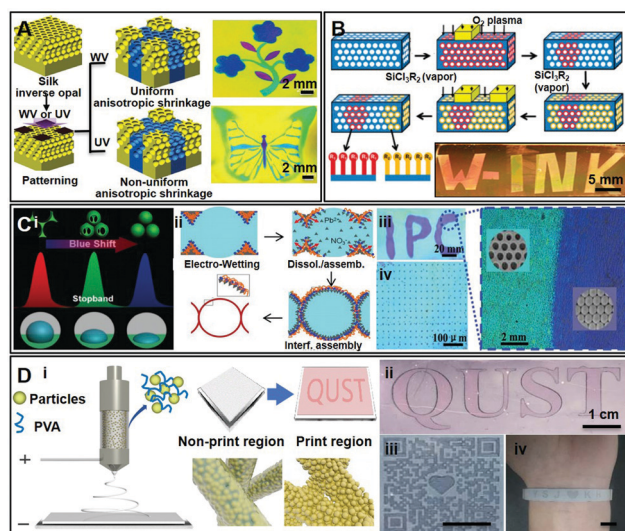 A
WV
Silk
inverse opal
WV or UV
Patterning
UV
Uniform
anisotropic shrinkage
Non-uniform
anisotropic shrinkage
2 mm
2 mm
B
O₂ plasma
SiCl₃R₂
(vapor)
SiCl₃R₂
(vapor)
W-INK
5 mm
C
i
Blue Shift
Stopband
ii
Electro-Wetting
Pb²⁺
NO₃⁻
Dissol./assemb.
Interf. assembly
iii
IPC
20 mm
iv
100 μm
2 mm
D
i
Particles
PVA
+
−
Non-print region
QUST
Print region
ii
QUST
1 cm
iii
iv